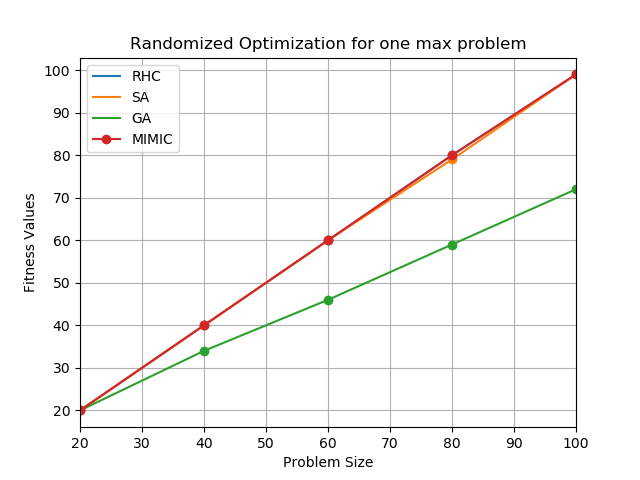 Randomized Optimization for one max problem
RHC
SA
GA
MIMIC
Fitness Values
100
90
80
70
60
50
40
30
20
20 30 40 50 60 70 80 90 100
Problem Size